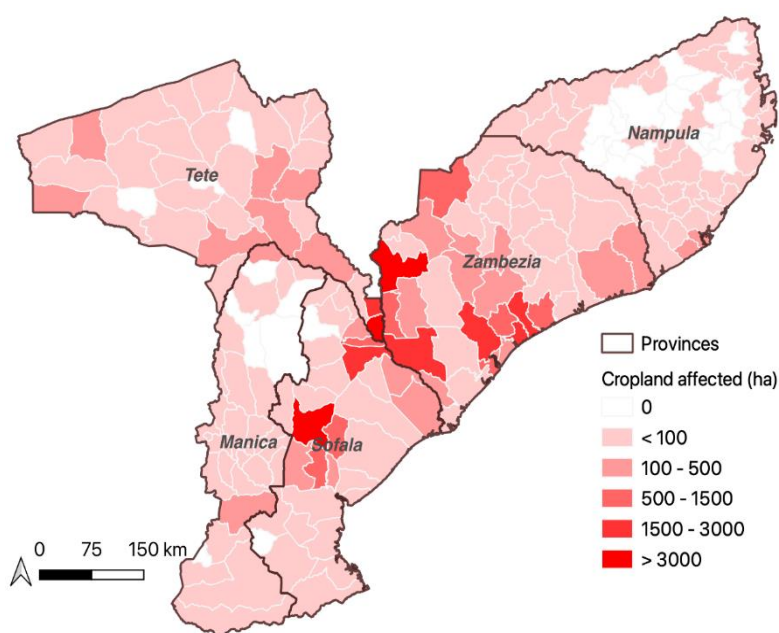 Nampula
Tete
Zambezia
Manica
Sofala
Provinces
Cropland affected (ha)
0
< 100
100 - 500
500 - 1500
1500 - 3000
> 3000
0 75 150 km